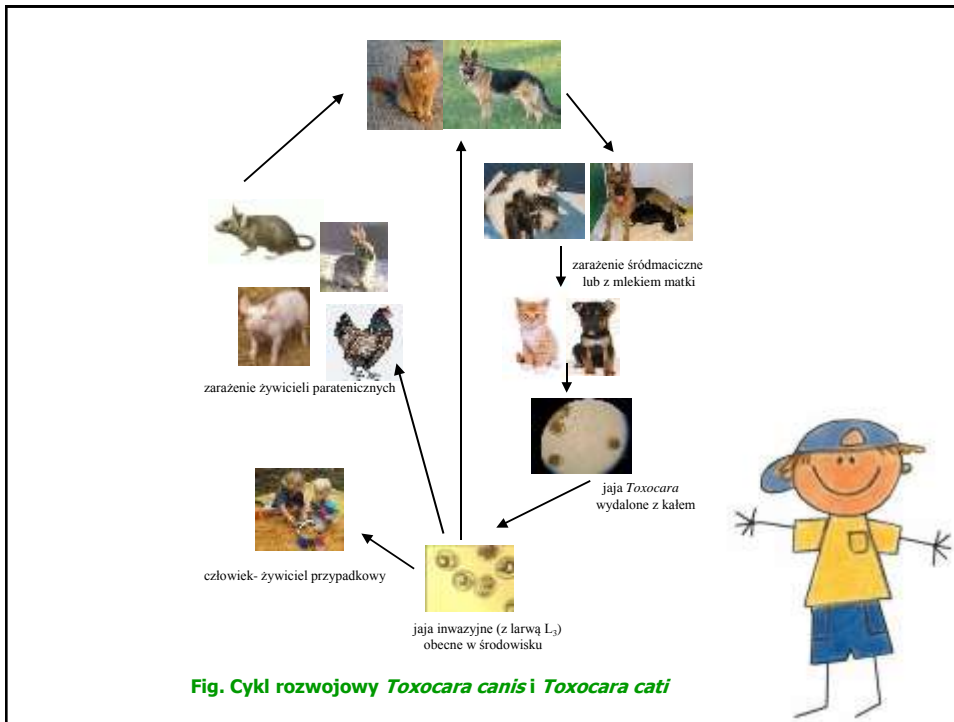 zarażenie śródmaciczne
lub z mlekiem matki
zarażenie żywicieli paratenicznych
jaja Toxocara
wydalone z kałem
człowiek- żywiciel przypadkowy
jaja inwazyjne (z larwą L₃)
obecne w środowisku
Fig. Cykl rozwojowy Toxocara canis i Toxocara cati